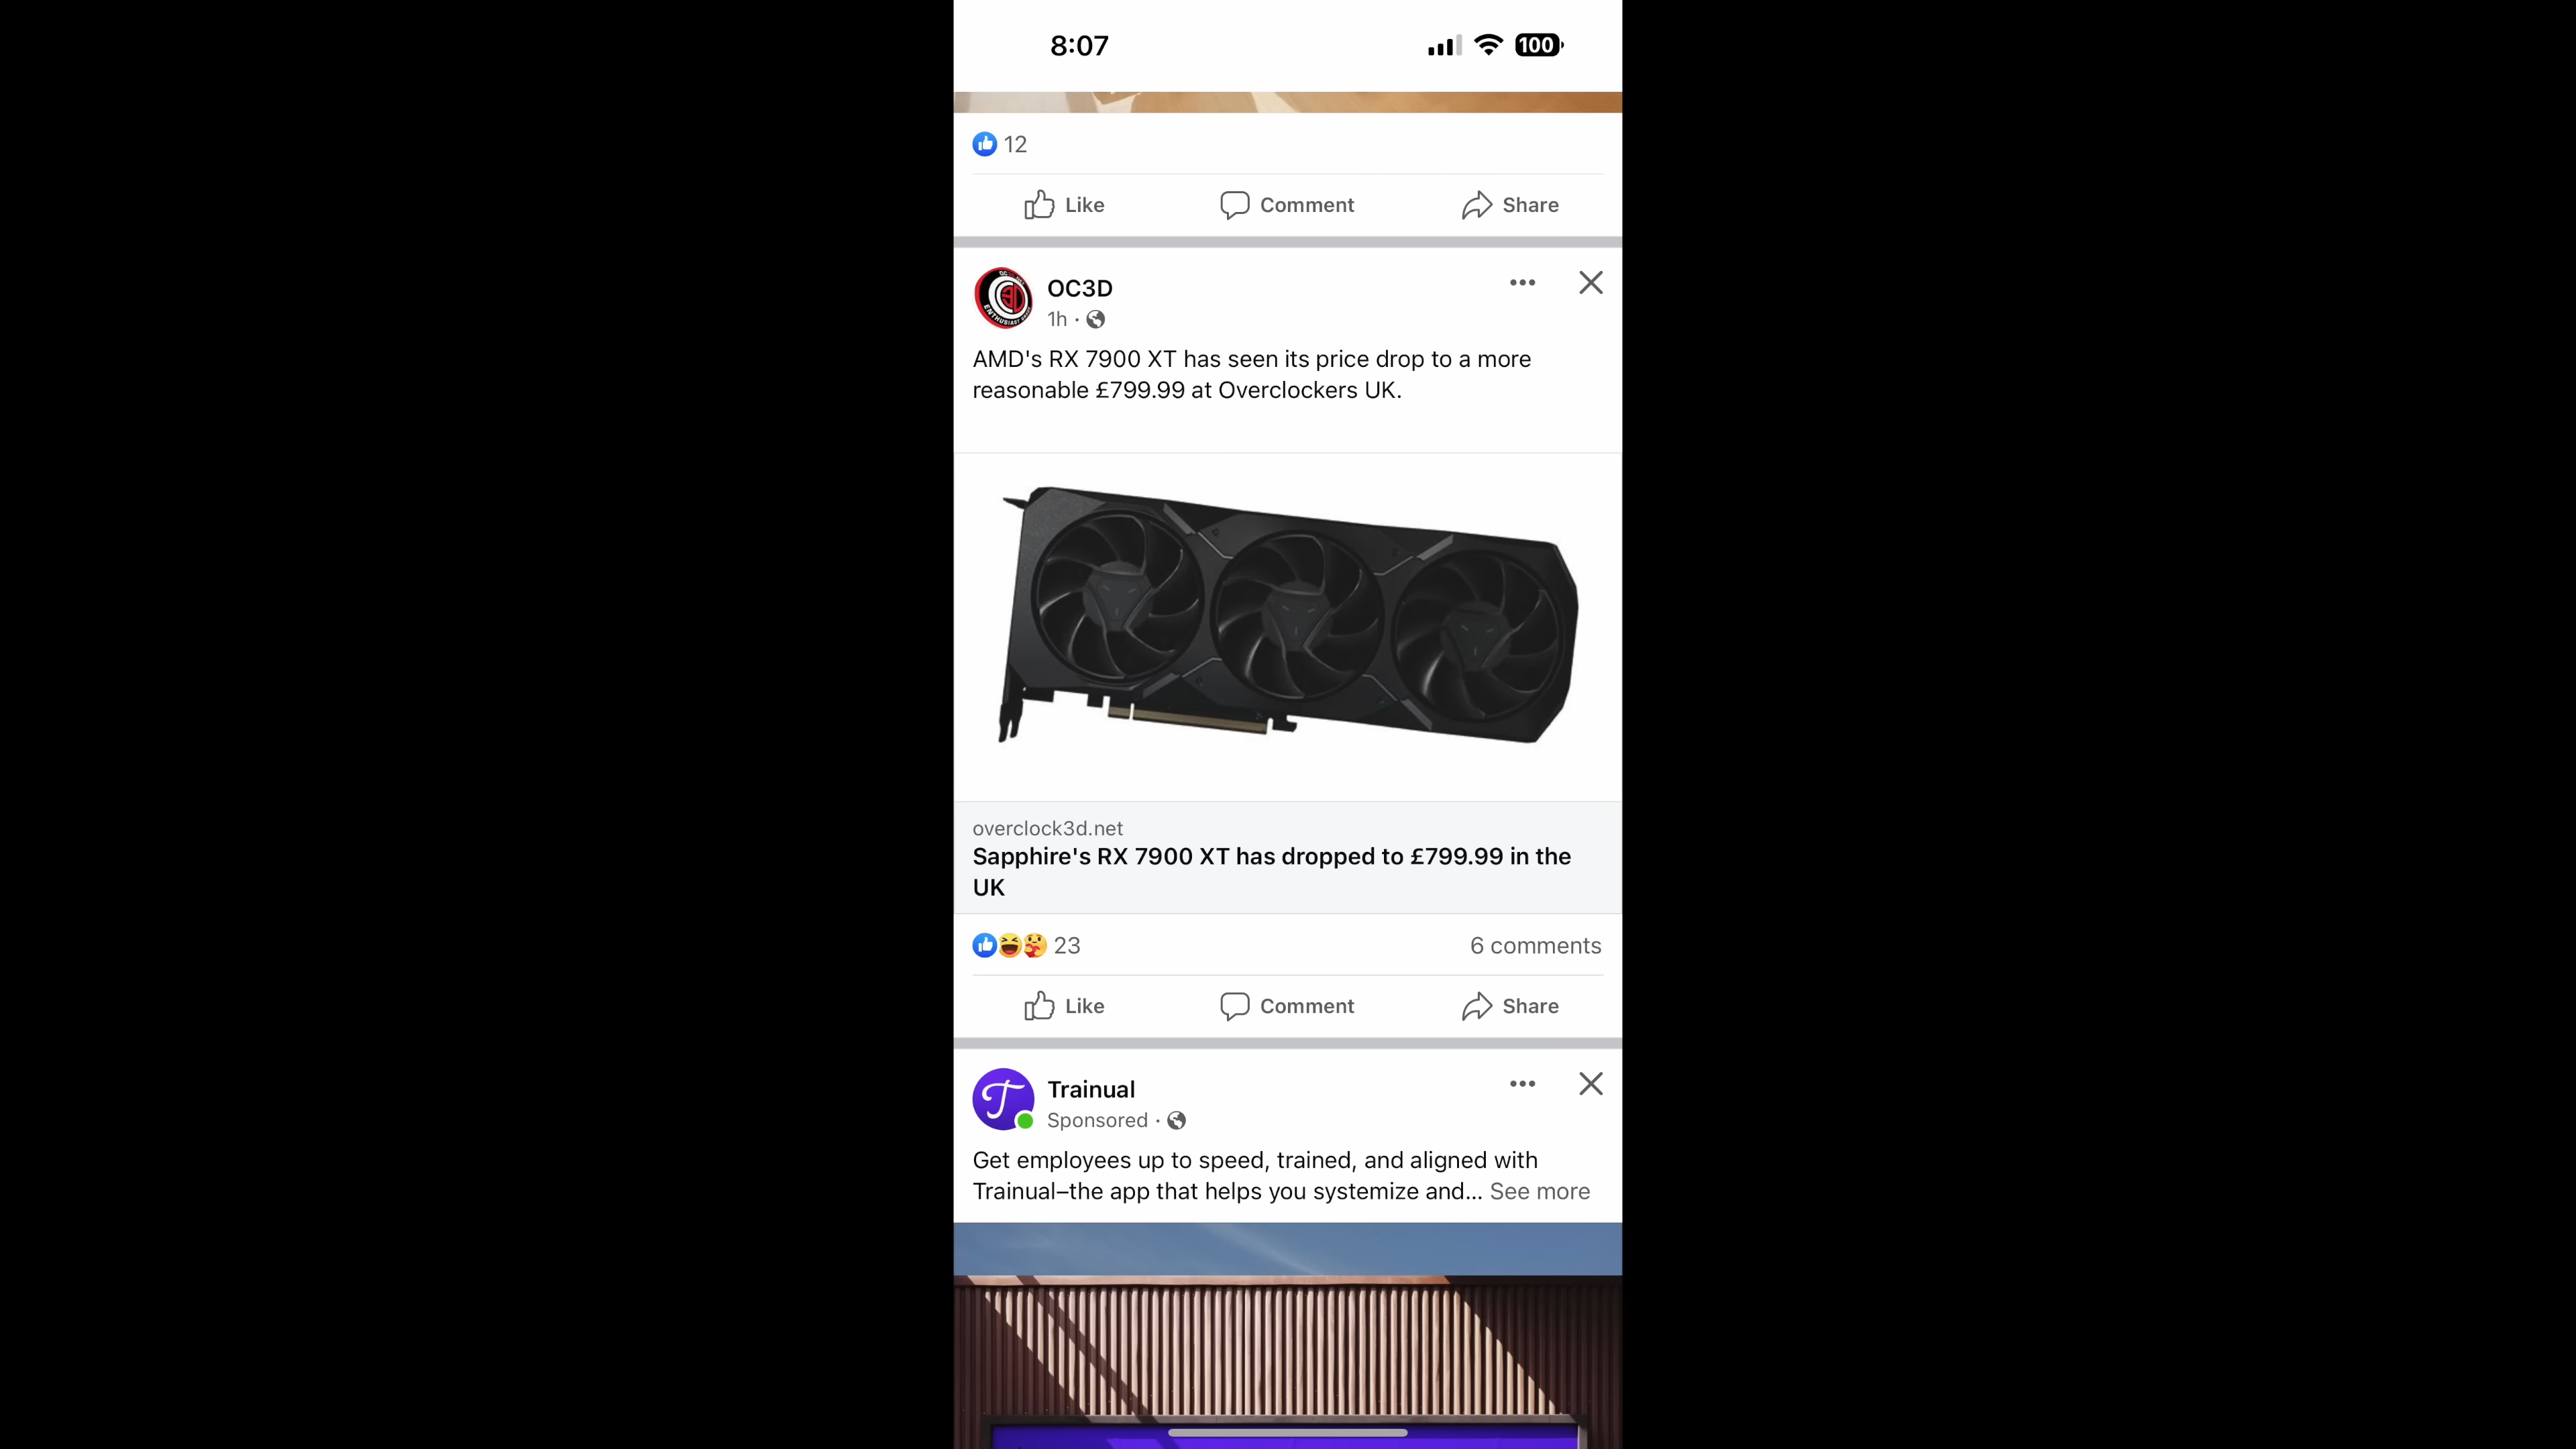 8:07
100
12
Like Comment Share
OC3D
1h ·
AMD's RX 7900 XT has seen its price drop to a more
reasonable £799.99 at Overclockers UK.
overclock3d.net
Sapphire's RX 7900 XT has dropped to £799.99 in the
UK
23 6 comments
Like Comment Share
Trainual
Sponsored ·
Get employees up to speed, trained, and aligned with
Trainual–the app that helps you systemize and... See more